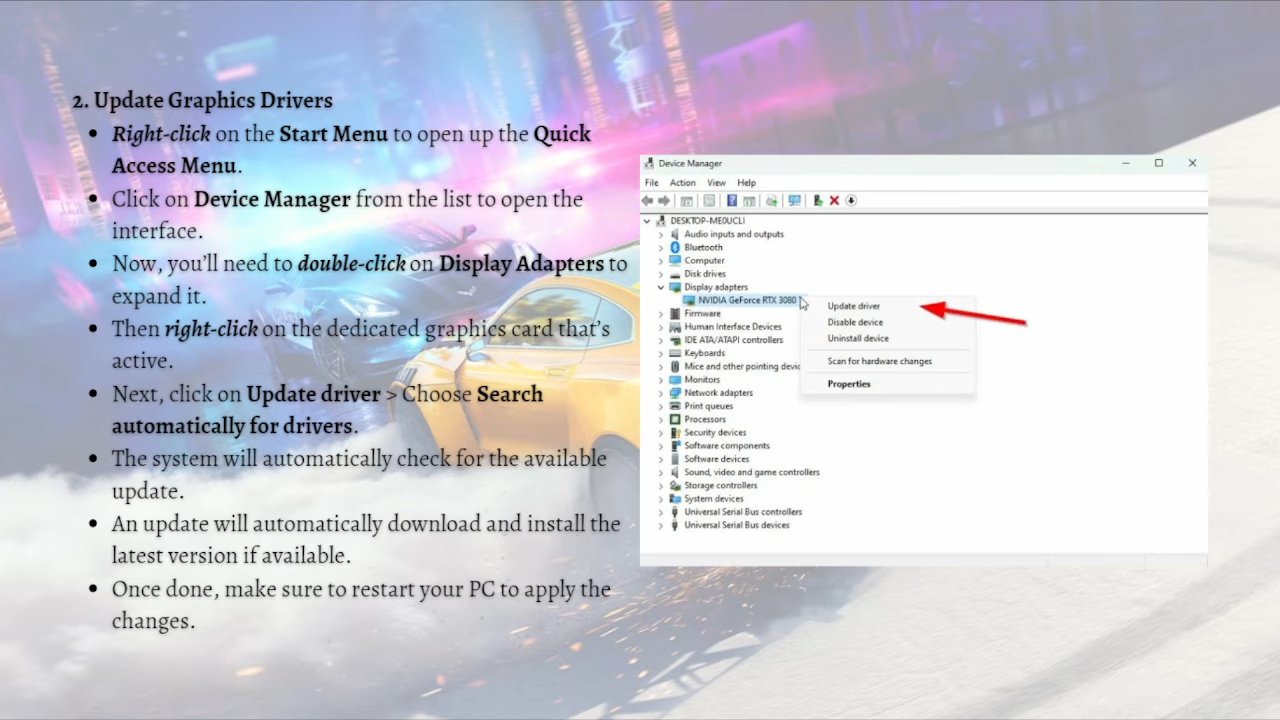 2. Update Graphics Drivers
• Right-click on the Start Menu to open up the Quick
Access Menu.
• Click on Device Manager from the list to open the
interface.
• Now, you'll need to double-click on Display Adapters to
expand it.
• Then right-click on the dedicated graphics card that's
active.
• Next, click on Update driver > Choose Search
automatically for drivers.
• The system will automatically check for the available
update.
• An update will automatically download and install the
latest version if available.
• Once done, make sure to restart your PC to apply the
changes.
Device Manager
File Action View Help
DESKTOP-ME0UCLI
Audio inputs and outputs
Bluetooth
Computer
Disk drives
Display adapters
NVIDIA GeForce RTX 3080
Firmware
Human Interface Devices
IDE ATA/ATAPI controllers
Keyboards
Mice and other pointing devic
Monitors
Network adapters
Print queues
Processors
Security devices
Software components
Software devices
Sound, video and game controllers
Storage controllers
System devices
Universal Serial Bus controllers
Universal Serial Bus devices
Update driver
Disable device
Uninstall device
Scan for hardware changes
Properties